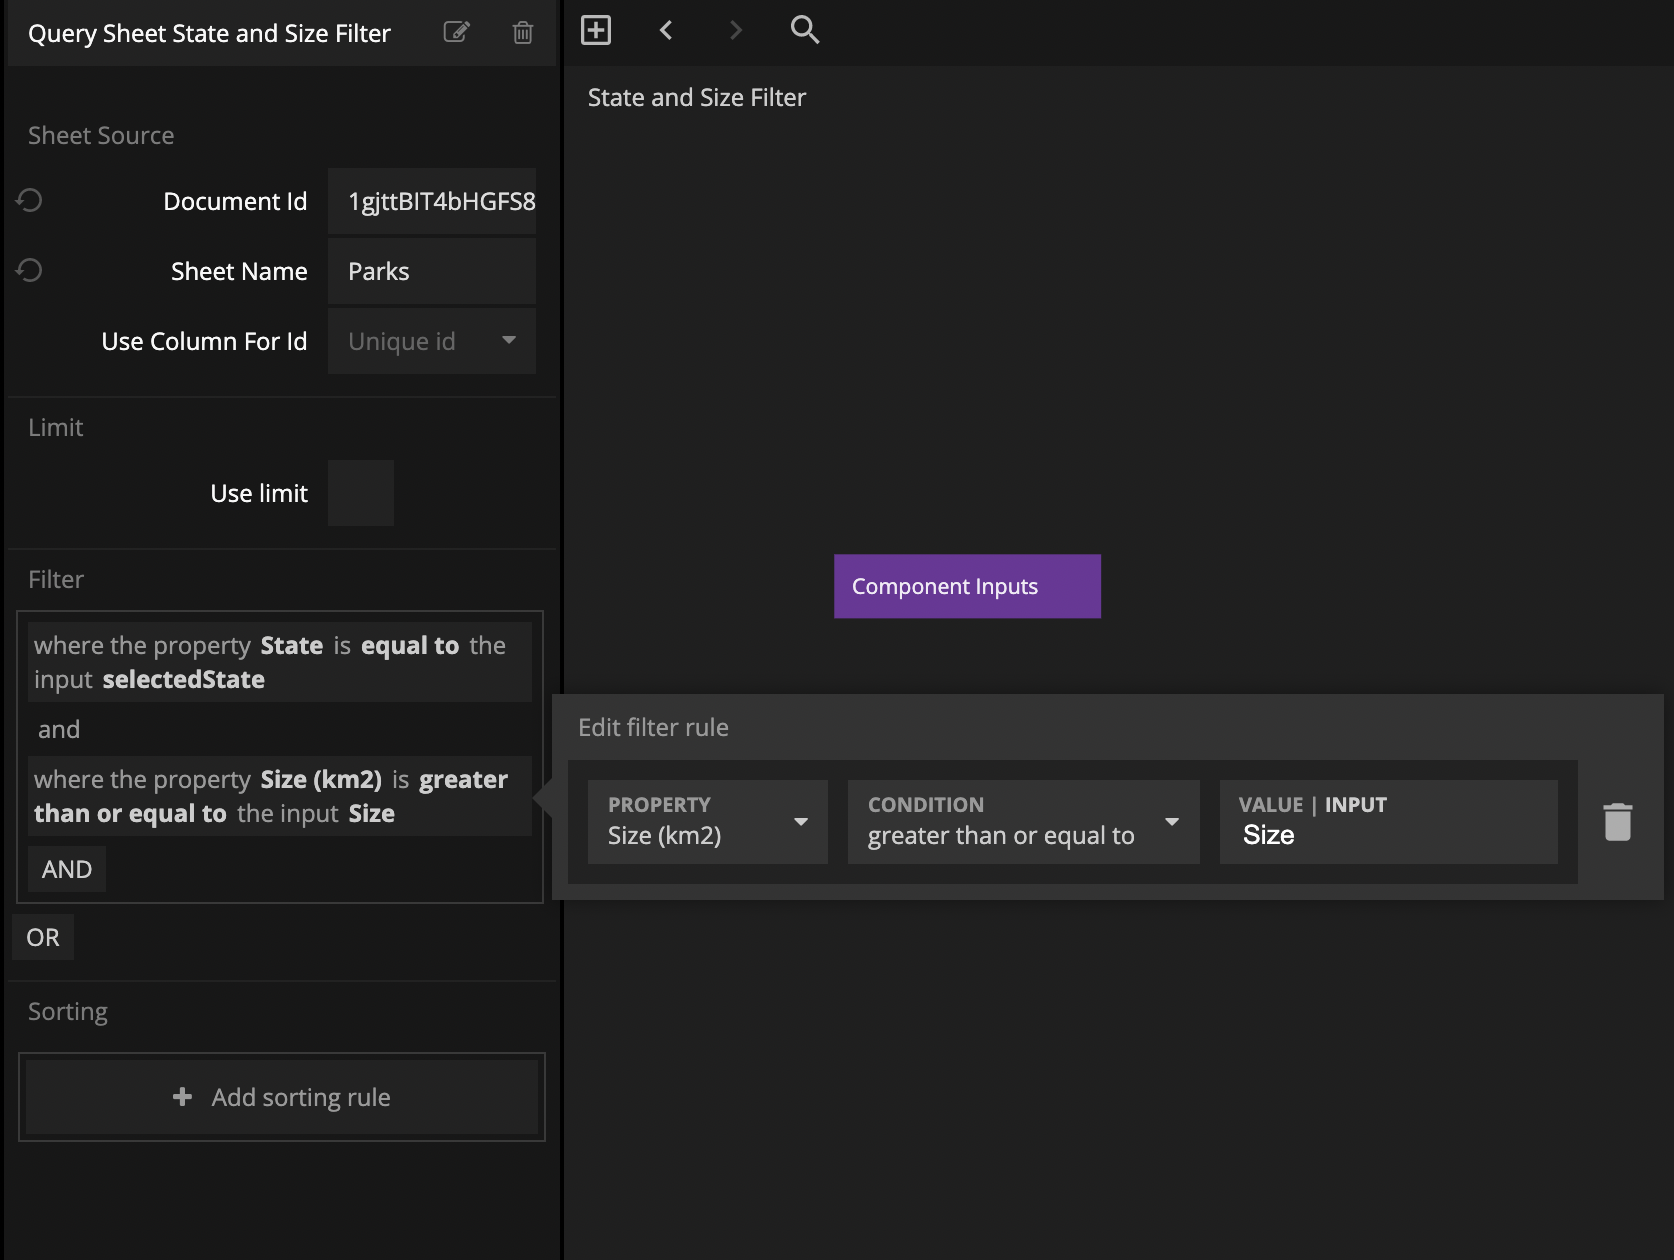 Query Sheet State and Size Filter
State and Size Filter
Sheet Source
Document Id
1gjttBIT4bHGFS8
Sheet Name
Parks
Use Column For Id
Unique id
Limit
Use limit
Filter
where the property State is equal to the
input selectedState
and
where the property Size (km2) is greater
than or equal to the input Size
AND
OR
Sorting
+ Add sorting rule
Component Inputs
Edit filter rule
PROPERTY
Size (km2)
CONDITION
greater than or equal to
VALUE | INPUT
Size